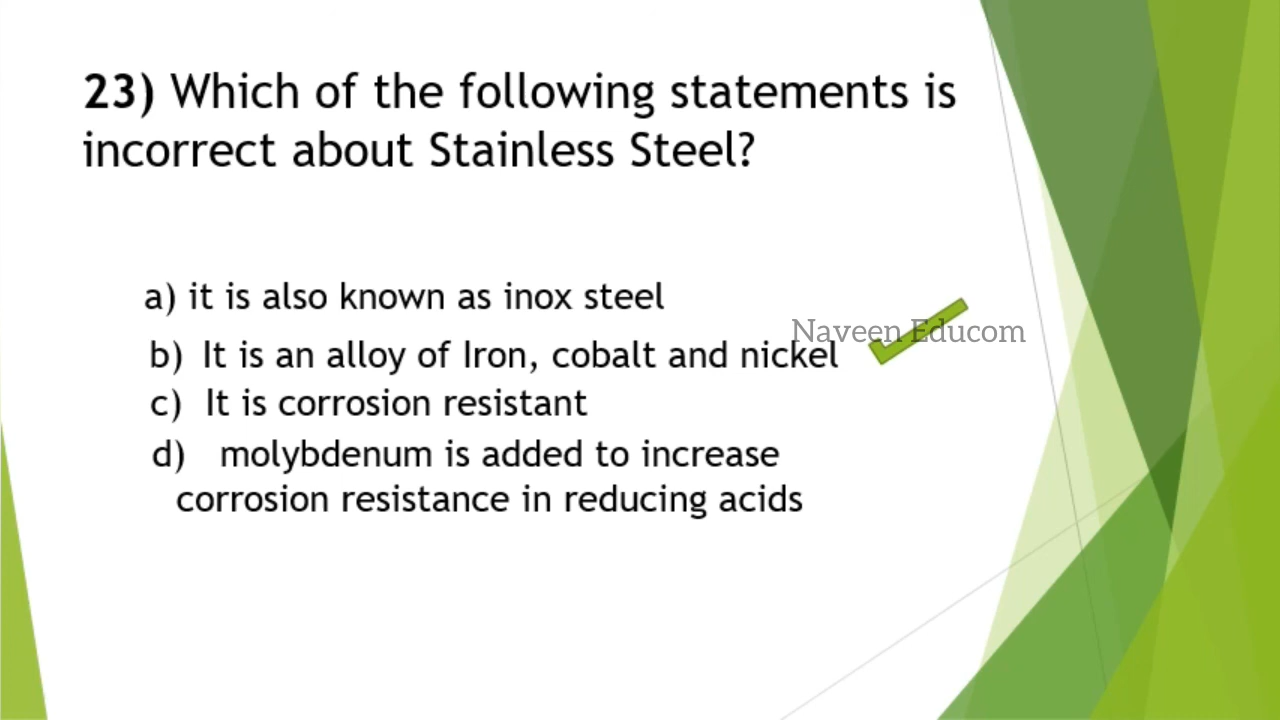 23) Which of the following statements is
incorrect about Stainless Steel?
a) it is also known as inox steel
Naveen Educom
b) It is an alloy of Iron, cobalt and nickel
c) It is corrosion resistant
d) molybdenum is added to increase
corrosion resistance in reducing acids